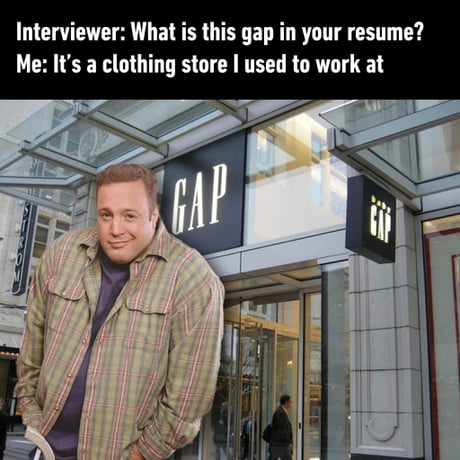 Interviewer: What is this gap in your resume?
Me: It's a clothing store I used to work at
GAP
GAP